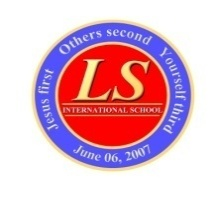 Jesus first Others second Yourself third
LS
INTERNATIONAL SCHOOL
June 06, 2007